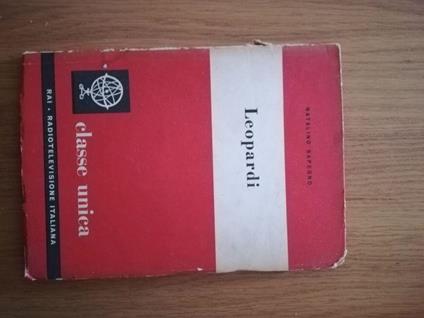 NATALINO SAPEGNO
Leopardi
classe unica
RAI • RADIOTELEVISIONE ITALIANA